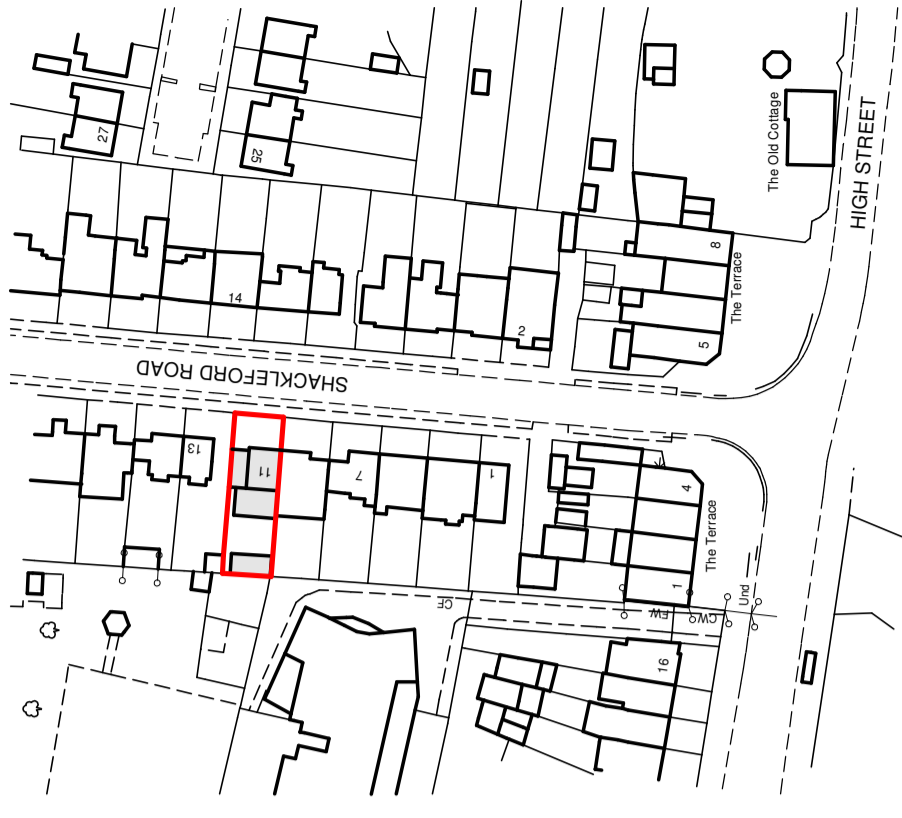 27
25
The Old Cottage
HIGH STREET
8
The Terrace
5
14
2
SHACKLEFORD ROAD
13
11
7
1
4
The Terrace
1
Und
CF
FW
CW
16